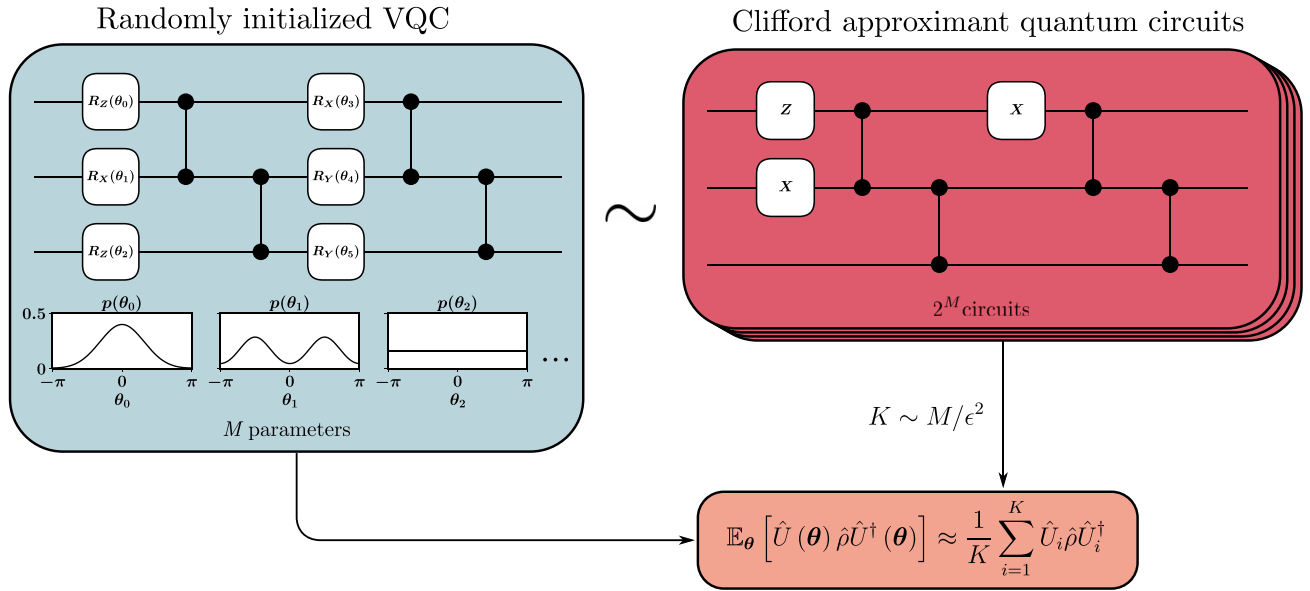 Randomly initialized VQC
R_Z(θ_0)
R_X(θ_3)
R_X(θ_1)
R_Y(θ_4)
R_Z(θ_2)
R_Y(θ_5)
p(θ_0)
p(θ_1)
p(θ_2)
0.5
0
−π 0 π
θ_0
−π 0 π
θ_1
−π 0 π
θ_2
...
M parameters
∼
Clifford approximant quantum circuits
Z
X
X
2^M circuits
K ∼ M/ϵ^2
𝔼_θ [Û (θ) ρ̂Û^† (θ)] ≈ 1/K ∑_{i=1}^{K} Û_i ρ̂Û_i^†